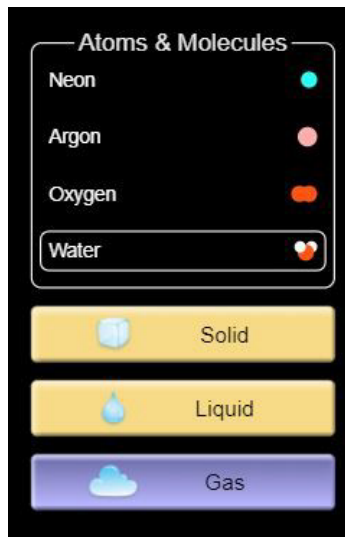 Atoms & Molecules
Neon
Argon
Oxygen
Water
Solid
Liquid
Gas